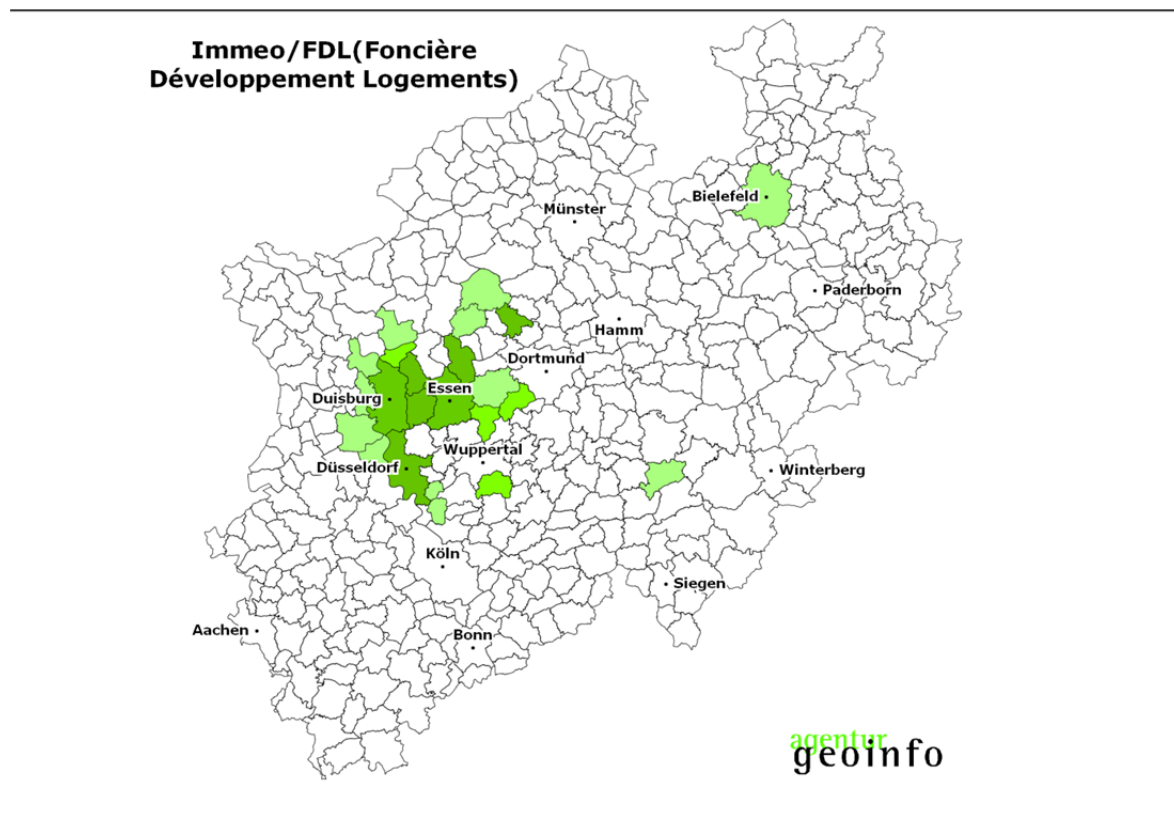 Immeo/FDL(Foncière
Développement Logements)
Bielefeld
Münster
Paderborn
Hamm
Dortmund
Essen
Duisburg
Wuppertal
Düsseldorf
Winterberg
Köln
Siegen
Aachen
Bonn
agentur
geoinfo